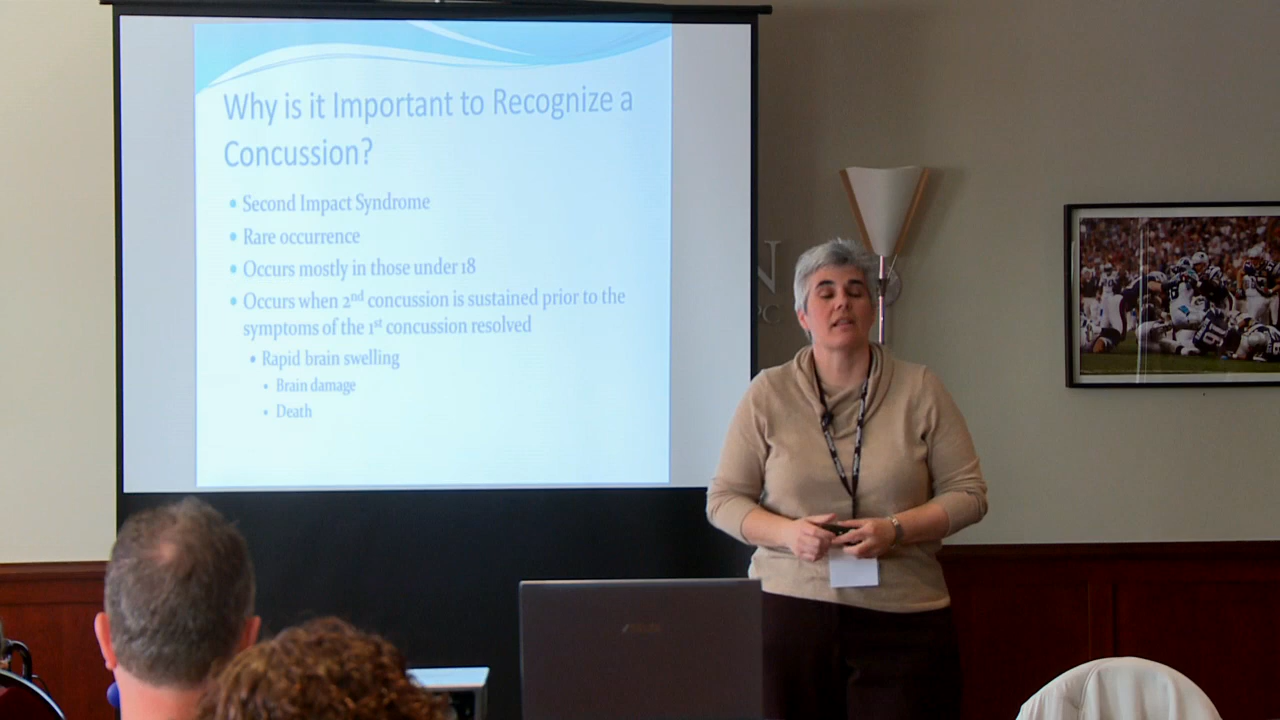 Why is it Important to Recognize a
Concussion?
• Second Impact Syndrome
• Rare occurrence
• Occurs mostly in those under 18
• Occurs when 2nd concussion is sustained prior to the
symptoms of the 1st concussion resolved
• Rapid brain swelling
• Brain damage
• Death
N
PC